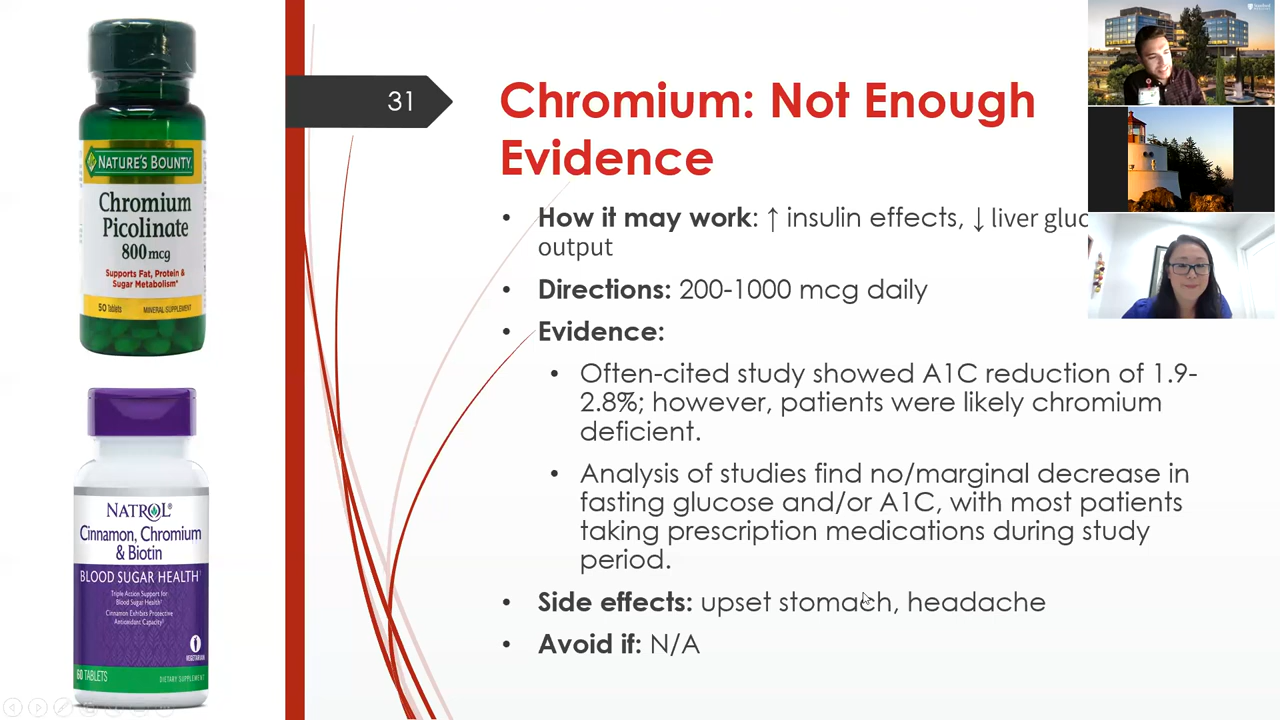 31
Chromium: Not Enough
Evidence
• How it may work: ↑ insulin effects, ↓ liver gluc
output
• Directions: 200-1000 mcg daily
• Evidence:
• Often-cited study showed A1C reduction of 1.9-
2.8%; however, patients were likely chromium
deficient.
• Analysis of studies find no/marginal decrease in
fasting glucose and/or A1C, with most patients
taking prescription medications during study
period.
• Side effects: upset stomach, headache
• Avoid if: N/A
NATURE'S BOUNTY
Chromium
Picolinate
800 mcg
Supports Fat, Protein &
Sugar Metabolism*
50 Tablets MINERAL SUPPLEMENT
NATROL®
Cinnamon, Chromium
& Biotin
BLOOD SUGAR HEALTH
Triple Action Support for
Blood Sugar Health
Cinnamon Exhibits Protective
Antioxidant Capacity
VEGETARIAN
60 TABLETS DIETARY SUPPLEMENT
Stanford